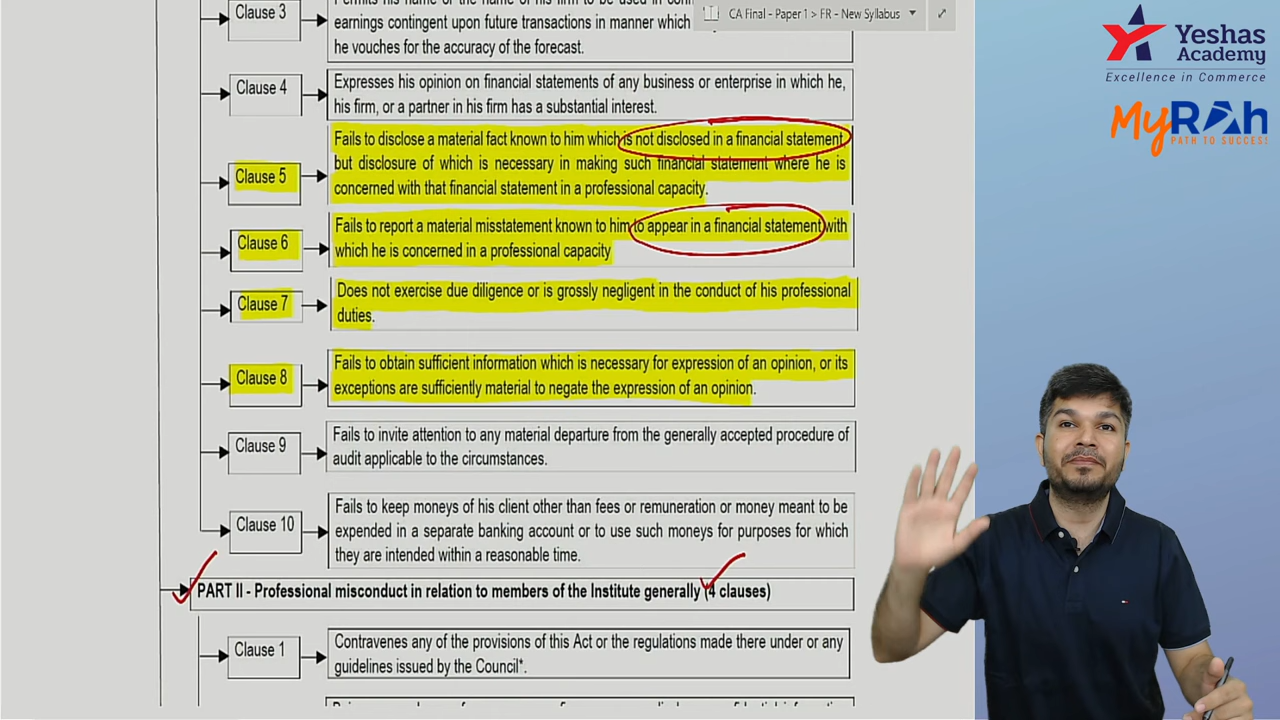 Clause 3
earnings contingent upon future transactions in manner which
he vouches for the accuracy of the forecast.
CA Final - Paper 1 > FR - New Syllabus
Clause 4
Expresses his opinion on financial statements of any business or enterprise in which he,
his firm, or a partner in his firm has a substantial interest.
Clause 5
Fails to disclose a material fact known to him which is not disclosed in a financial statement,
but disclosure of which is necessary in making such financial statement where he is
concerned with that financial statement in a professional capacity.
Clause 6
Fails to report a material misstatement known to him to appear in a financial statement with
which he is concerned in a professional capacity
Clause 7
Does not exercise due diligence or is grossly negligent in the conduct of his professional
duties.
Clause 8
Fails to obtain sufficient information which is necessary for expression of an opinion, or its
exceptions are sufficiently material to negate the expression of an opinion.
Clause 9
Fails to invite attention to any material departure from the generally accepted procedure of
audit applicable to the circumstances.
Clause 10
Fails to keep moneys of his client other than fees or remuneration or money meant to be
expended in a separate banking account or to use such moneys for purposes for which
they are intended within a reasonable time.
PART II - Professional misconduct in relation to members of the Institute generally (4 clauses)
Clause 1
Contravenes any of the provisions of this Act or the regulations made there under or any
guidelines issued by the Council*.
Yeshas
Academy
Excellence in Commerce
MyRAh
PATH TO SUCCESS